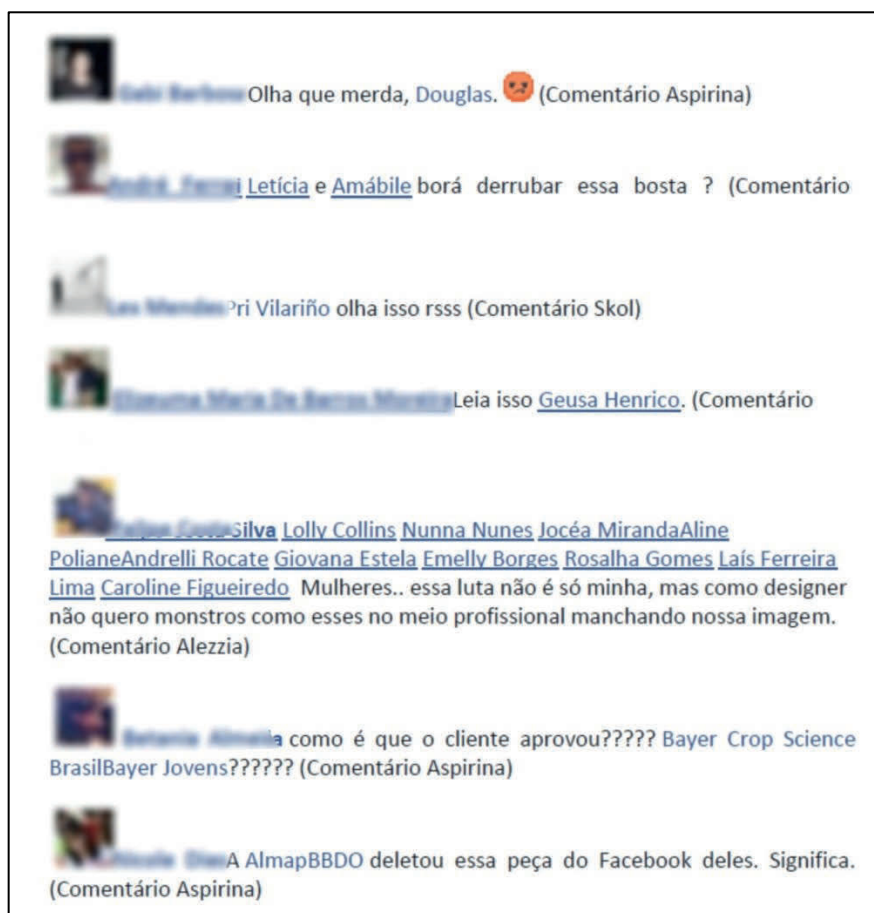 Olha que merda, Douglas. (Comentário Aspirina)
Letícia e Amábile borá derrubar essa bosta ? (Comentário
Pri Vilariño olha isso rsss (Comentário Skol)
Leia isso Geusa Henrico. (Comentário
Silva Lolly Collins Nunna Nunes Jocéa MirandaAline
PolianeAndrelli Rocate Giovana Estela Emelly Borges Rosalha Gomes Laís Ferreira
Lima Caroline Figueiredo Mulheres.. essa luta não é só minha, mas como designer
não quero monstros como esses no meio profissional manchando nossa imagem.
(Comentário Alezzia)
como é que o cliente aprovou????? Bayer Crop Science
BrasilBayer Jovens?????? (Comentário Aspirina)
A AlmapBBDO deletou essa peça do Facebook deles. Significa.
(Comentário Aspirina)